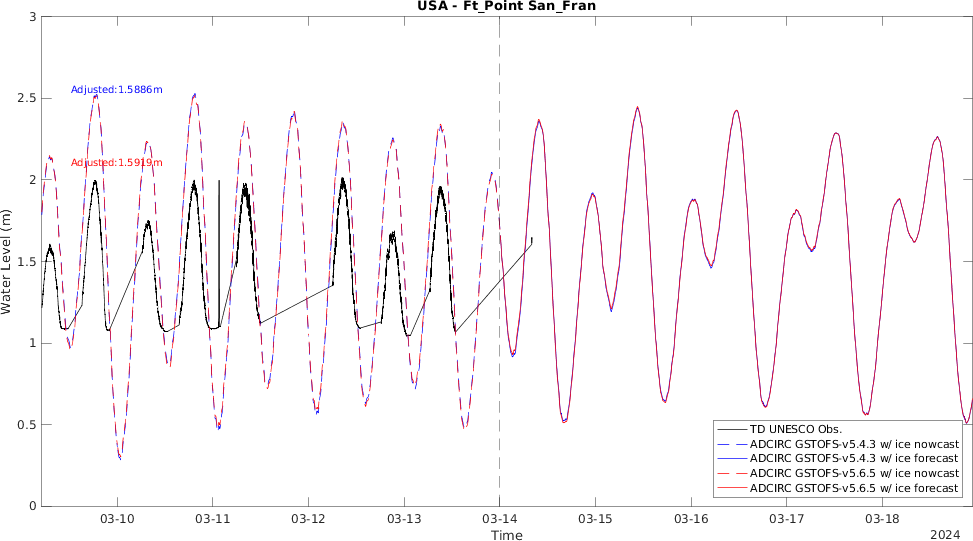 USA - Ft_Point San_Fran
3
2.5
2
1.5
1
0.5
0
Water Level (m)
Adjusted:1.5886m
Adjusted:1.5919m
TD UNESCO Obs.
ADCIRC GSTOFS-v5.4.3 w/ ice nowcast
ADCIRC GSTOFS-v5.4.3 w/ ice forecast
ADCIRC GSTOFS-v5.6.5 w/ ice nowcast
ADCIRC GSTOFS-v5.6.5 w/ ice forecast
03-10 03-11 03-12 03-13 03-14 03-15 03-16 03-17 03-18
Time
2024